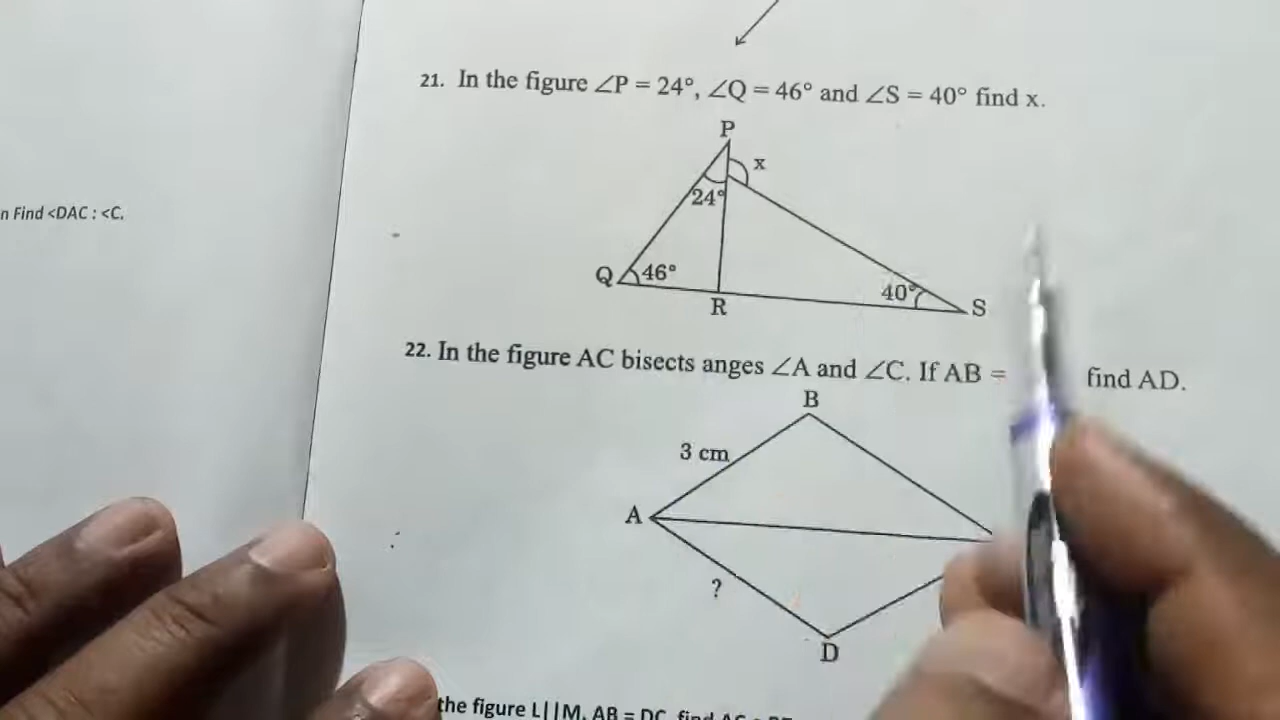 n Find <DAC : <C.
21. In the figure ∠P = 24°, ∠Q = 46° and ∠S = 40° find x.
P
x
24°
Q
46°
40°
S
R
22. In the figure AC bisects anges ∠A and ∠C. If AB = find AD.
B
3 cm
A
?
D
the figure L||M, AB = DC, find